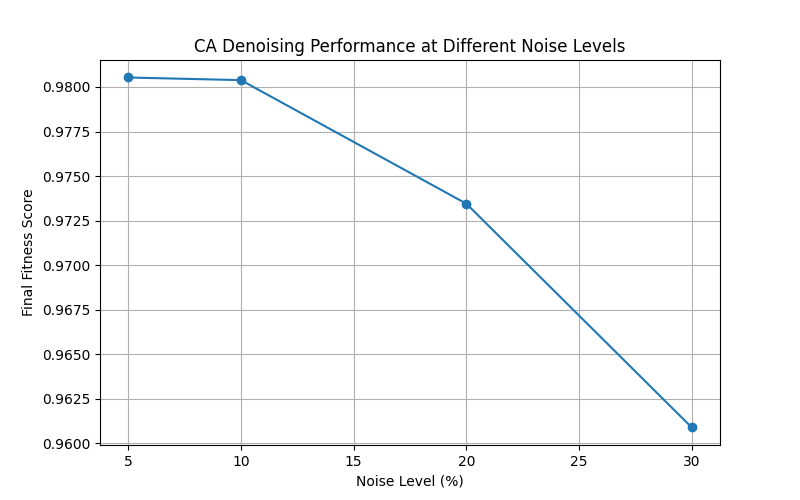 CA Denoising Performance at Different Noise Levels
0.9800
0.9775
0.9750
0.9725
0.9700
0.9675
0.9650
0.9625
0.9600
Final Fitness Score
5 10 15 20 25 30
Noise Level (%)